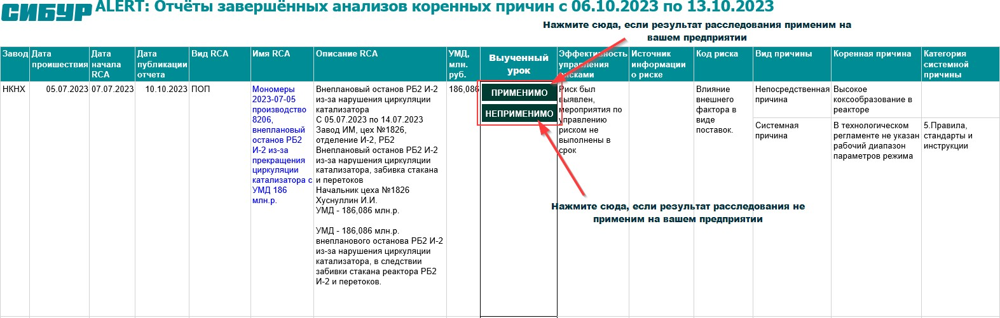 СИБУР
ALERT: Отчёты завершённых анализов коренных причин с 06.10.2023 по 13.10.2023
Нажмите сюда, если результат расследования применим на
вашем предприятии
Завод
Дата
проишествия
Дата
начала
RCA
Дата
публикации
отчета
Вид RCA
Имя RCA
Описание RCA
УМД,
млн.
руб.
Выученный
урок
Эффективность
управления
рисками
Источник
информации
о риске
Код риска
Вид причины
Коренная причина
Категория
системной
причины
НКНХ
05.07.2023
07.07.2023
10.10.2023
ПОП
Мономеры
2023-07-05
производство
8206,
внеплановый
останов РБ2
И-2 из-за
прекращения
циркуляции
катализатора с
УМД 186
млн.р.
Внеплановый останов РБ2 И-2
из-за нарушения циркуляции
катализатора
С 05.07.2023 по 14.07.2023
Завод ИМ, цех №1826,
отделение И-2, РБ2
Внеплановый останов РБ2 И-2
из-за нарушения циркуляции
катализатора, забивка стакана
и перетоков
Начальник цеха №1826
Хуснуллин И.И.
УМД - 186,086 млн.р.
УМД - 186,086 млн.р.
внепланового останова РБ2 И-2
из-за нарушения циркуляции
катализатора, в следствии
забивки стакана реактора РБ2
И-2 и перетоков.
186,086
ПРИМЕНИМО
НЕПРИМЕНИМО
Риск был
выявлен,
мероприятия по
управлению
риском не
выполнены в
срок
Влияние
внешнего
фактора в
виде
поставок.
Непосредственная
причина
Высокое
коксообразование в
реакторе
Системная
причина
В технологическом
регламенте не указан
рабочий диапазон
параметров режима
5.Правила,
стандарты и
инструкции
Нажмите сюда, если результат расследования не
применим на вашем предприятии